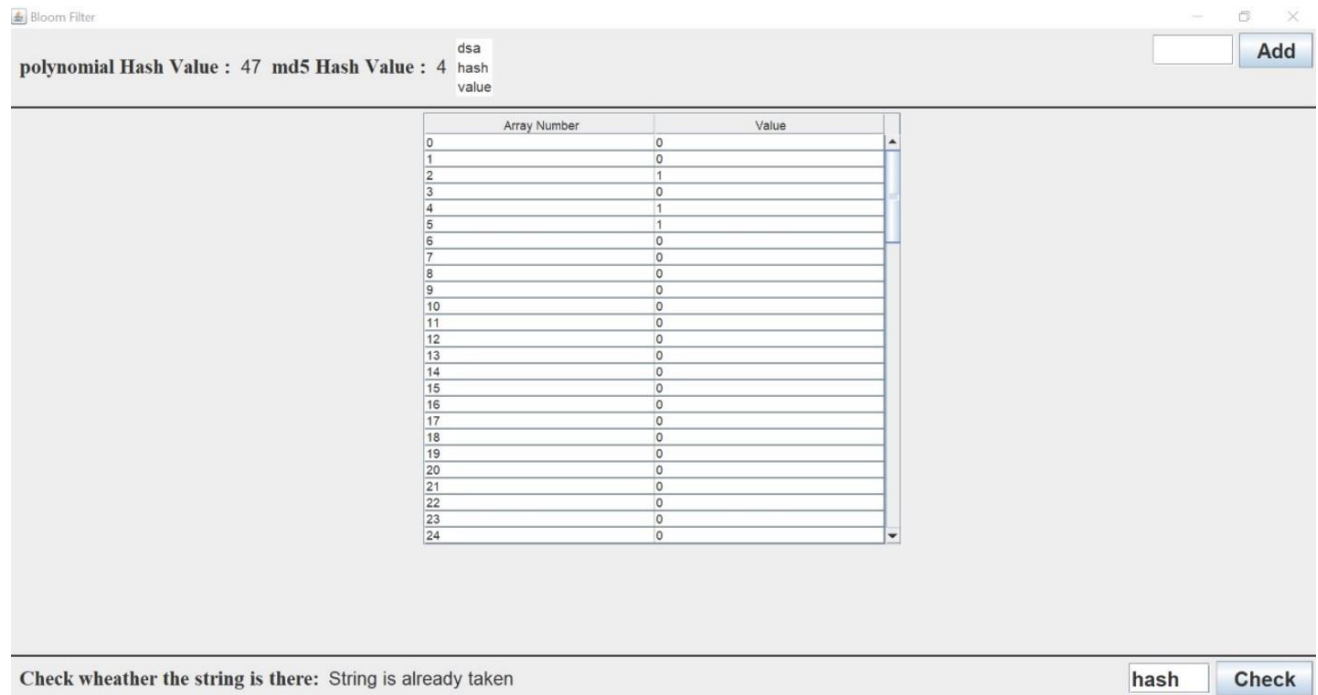 Bloom Filter
polynomial Hash Value : 47 md5 Hash Value : 4
dsa
hash
value
Add
Array Number Value
0 0
1 0
2 1
3 0
4 1
5 1
6 0
7 0
8 0
9 0
10 0
11 0
12 0
13 0
14 0
15 0
16 0
17 0
18 0
19 0
20 0
21 0
22 0
23 0
24 0
Check wheather the string is there: String is already taken
hash Check